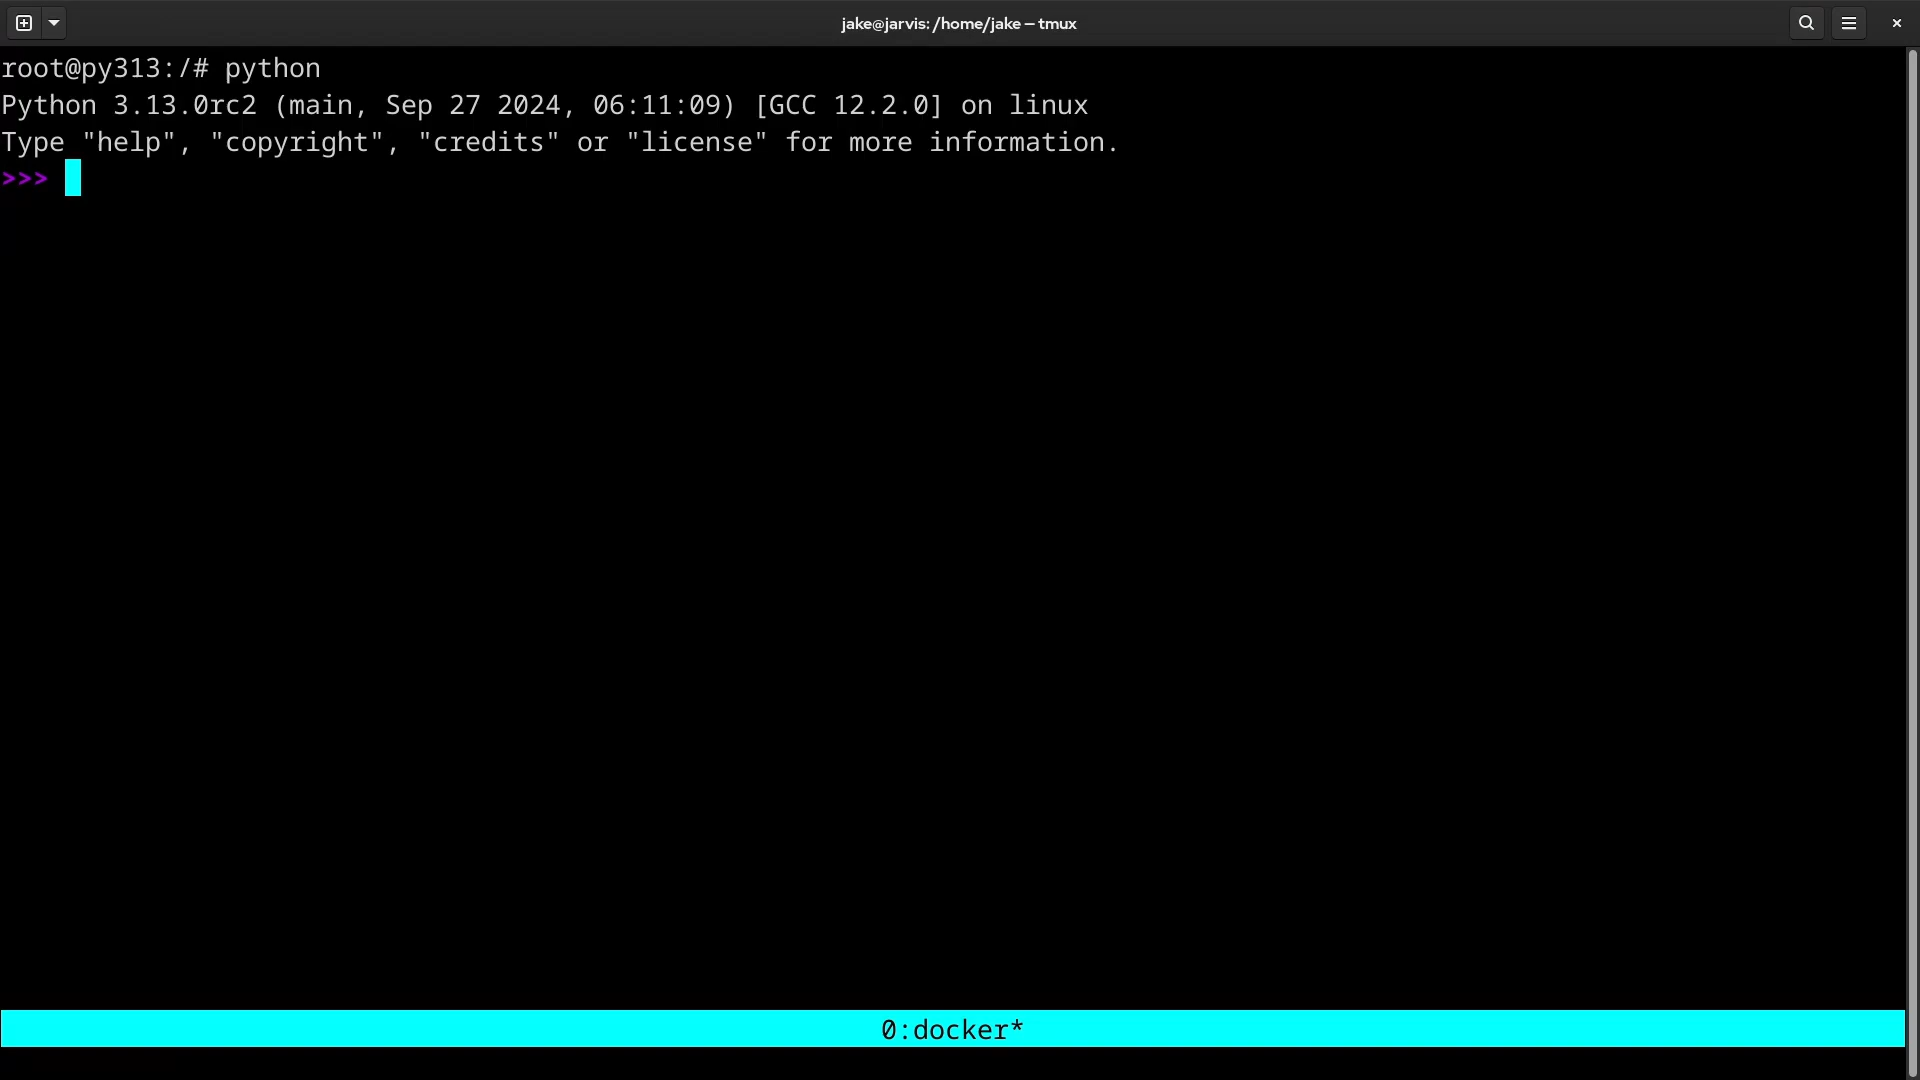 jake@jarvis: /home/jake — tmux
root@py313:/# python
Python 3.13.0rc2 (main, Sep 27 2024, 06:11:09) [GCC 12.2.0] on linux
Type "help", "copyright", "credits" or "license" for more information.
>>>
0:docker*